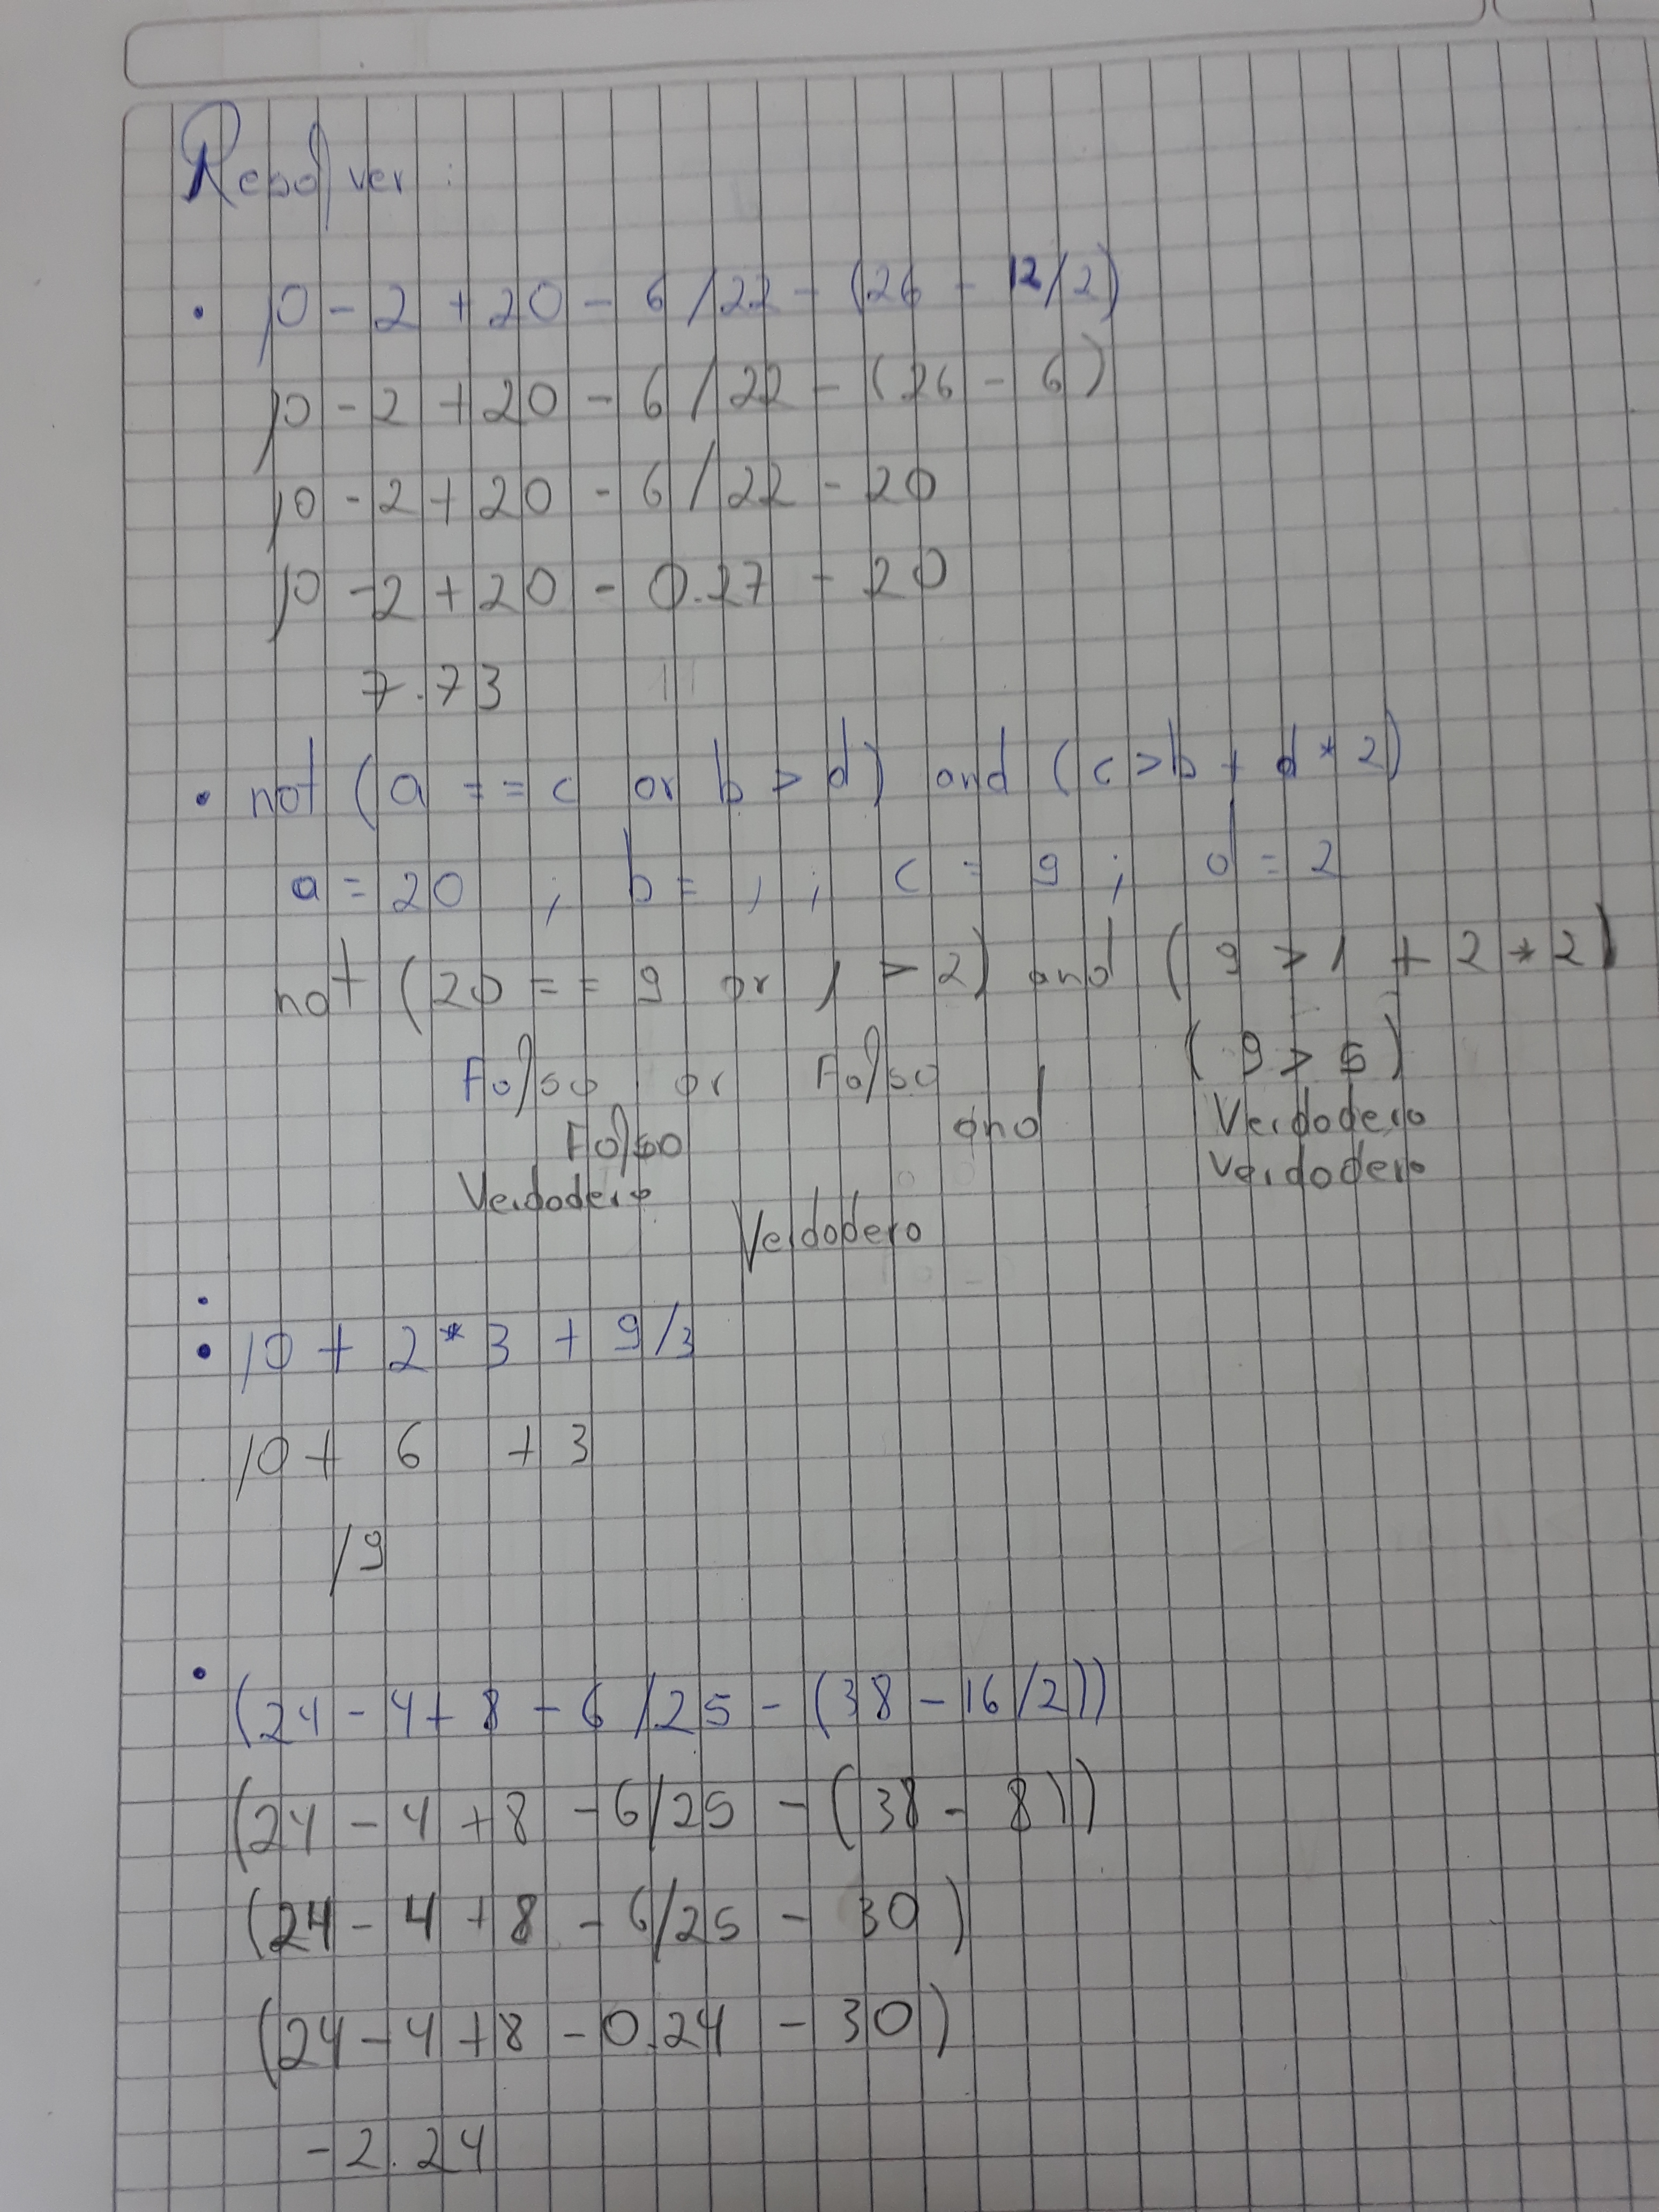 Resolver:
• 10 - 2 + 20 - 6 / 22 - (26 - 12/2)
10 - 2 + 20 - 6 / 22 - (26 - 6)
10 - 2 + 20 - 6 / 22 - 20
10 - 2 + 20 - 0.27 - 20
7.73
• not (a == c or b > d) and (c > b + d * 2)
a = 20 ; b = 1 ; c = 9 ; d = 2
not (20 == 9 or 1 > 2) and (9 > 1 + 2 * 2)
Falso or Falso (9 > 5)
Falso and Verdadero
Verdadero Verdadero
Verdadero
•
• 10 + 2 * 3 + 9/3
10 + 6 + 3
19
• (24 - 4 + 8 - 6 / 25 - (38 - 16/2))
(24 - 4 + 8 - 6/25 - (38 - 8))
(24 - 4 + 8 - 6/25 - 30)
(24 - 4 + 8 - 0.24 - 30)
-2.24